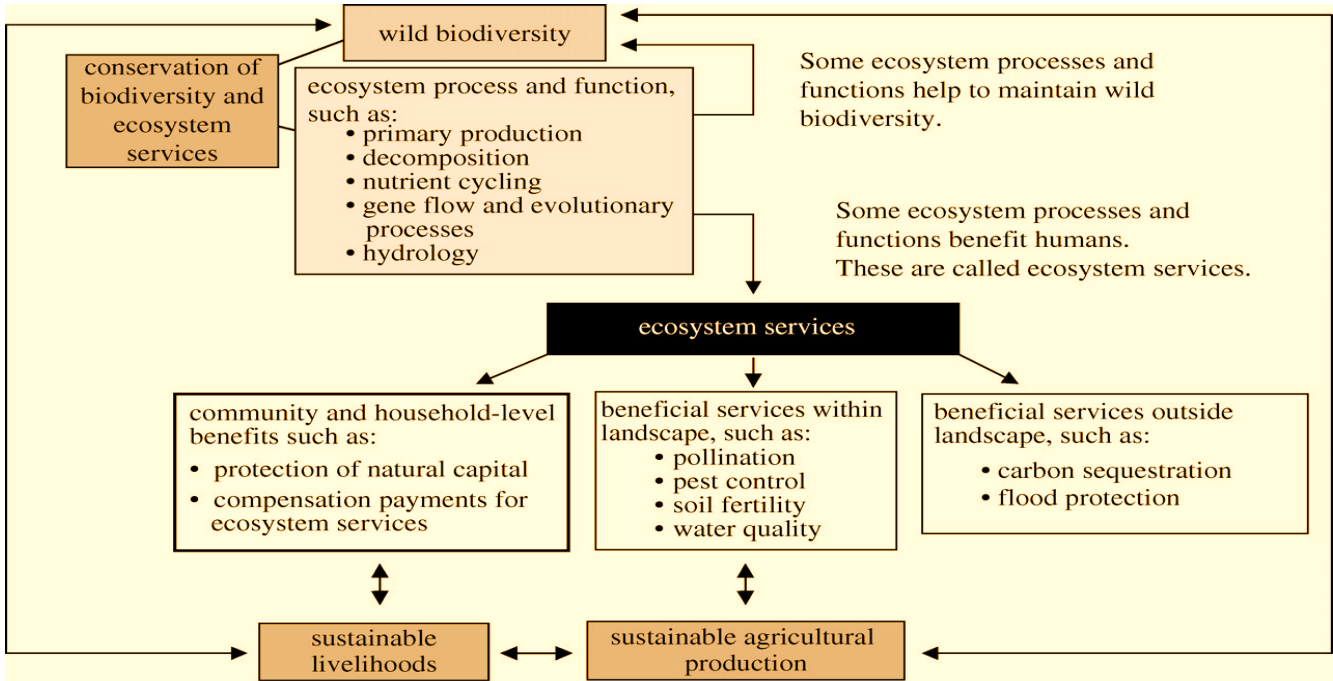 wild biodiversity
conservation of
biodiversity and
ecosystem
services
ecosystem process and function,
such as:
• primary production
• decomposition
• nutrient cycling
• gene flow and evolutionary
processes
• hydrology
Some ecosystem processes and
functions help to maintain wild
biodiversity.
Some ecosystem processes and
functions benefit humans.
These are called ecosystem services.
ecosystem services
community and household-level
benefits such as:
• protection of natural capital
• compensation payments for
ecosystem services
beneficial services within
landscape, such as:
• pollination
• pest control
• soil fertility
• water quality
beneficial services outside
landscape, such as:
• carbon sequestration
• flood protection
sustainable
livelihoods
sustainable agricultural
production